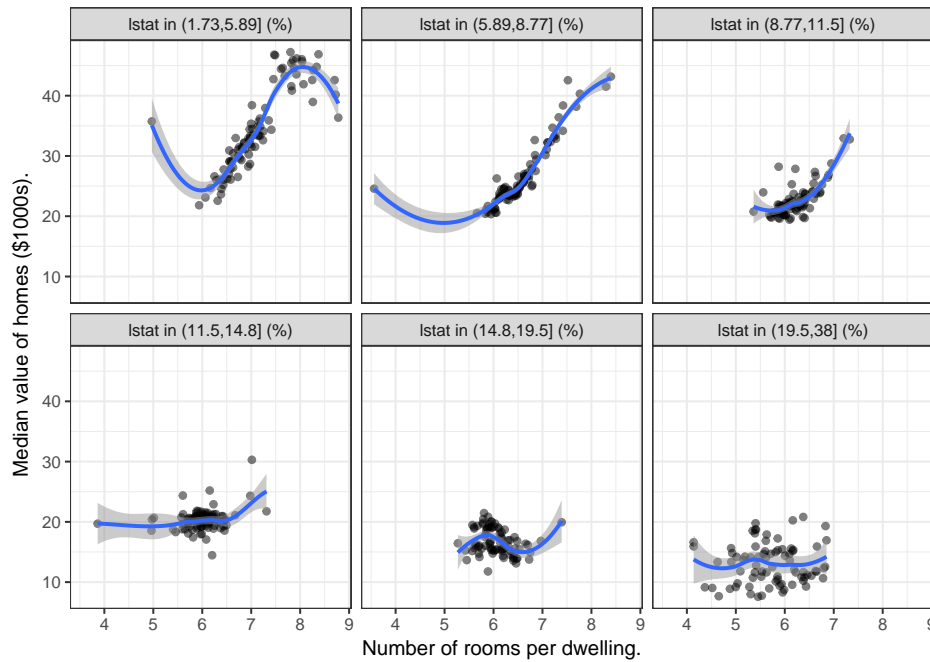 lstat in (1.73,5.89] (%)
lstat in (5.89,8.77] (%)
lstat in (8.77,11.5] (%)
40
30
20
10
lstat in (11.5,14.8] (%)
lstat in (14.8,19.5] (%)
lstat in (19.5,38] (%)
40
30
20
10
4 5 6 7 8 9
4 5 6 7 8 9
4 5 6 7 8 9
Number of rooms per dwelling.
Median value of homes ($1000s).